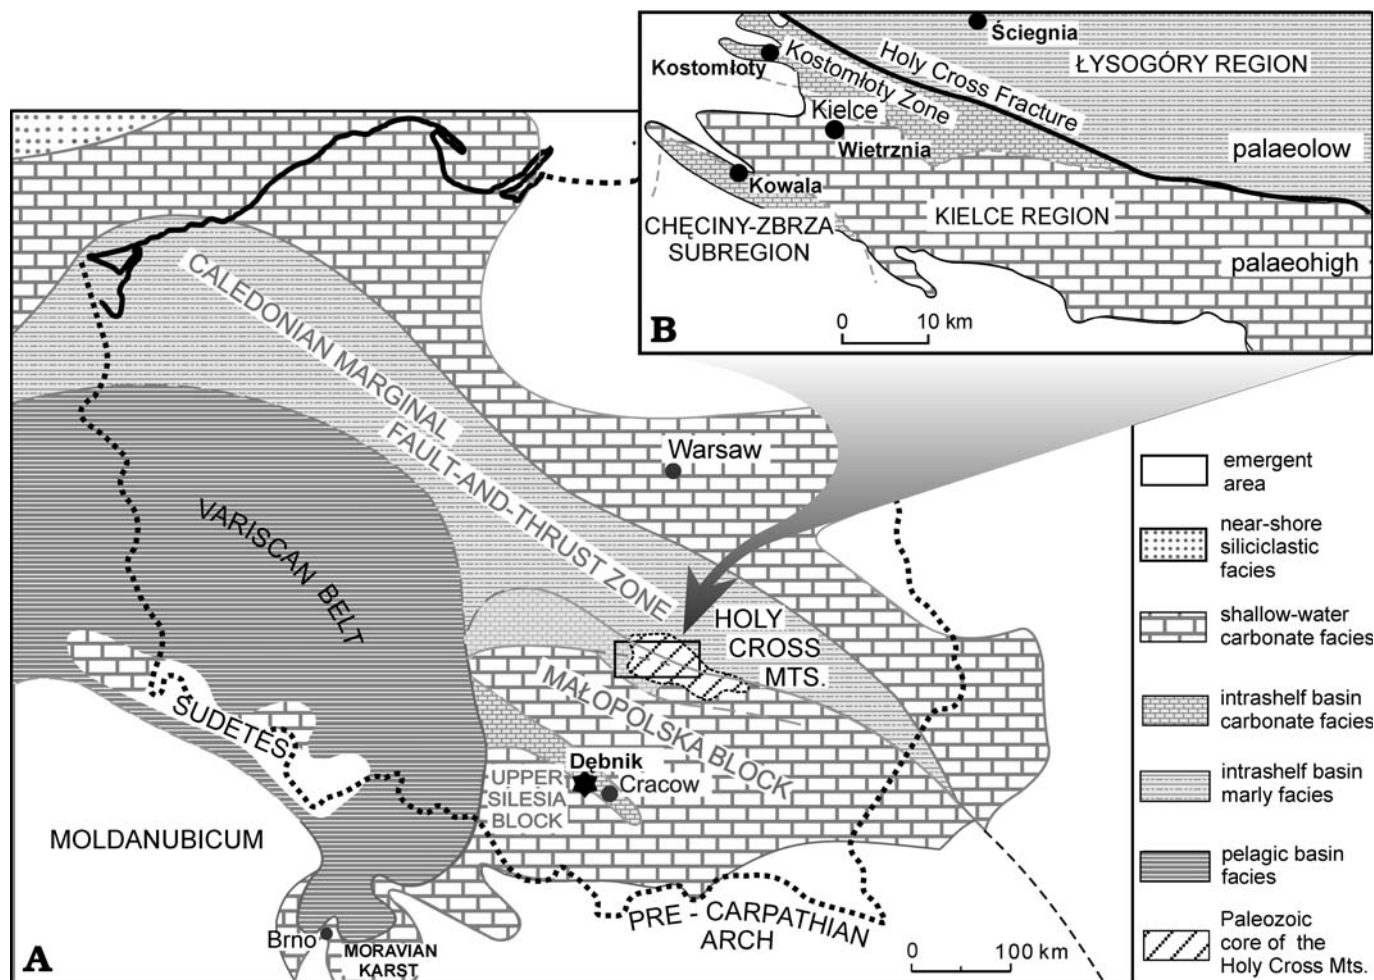 Ściegnia
ŁYSOGÓRY REGION
Kostomłoty
Kostomłoty Zone
Holy Cross Fracture
Kielce
Wietrznia
palaeolow
Kowala
KIELCE REGION
CHĘCINY-ZBRZA
SUBREGION
palaeohigh
B
0 10 km
CALEDONIAN MARGINAL
FAULT-AND-THRUST ZONE
Warsaw
VARISCAN BELT
HOLY
CROSS
MTS.
MAŁOPOLSKA BLOCK
SUDETES
Dębnik
Cracow
UPPER
SILESIA
BLOCK
MOLDANUBICUM
PRE - CARPATHIAN
ARCH
Brno
MORAVIAN
KARST
A
0 100 km
emergent
area
near-shore
siliciclastic
facies
shallow-water
carbonate facies
intrashelf basin
carbonate facies
intrashelf basin
marly facies
pelagic basin
facies
Paleozoic
core of the
Holy Cross Mts.